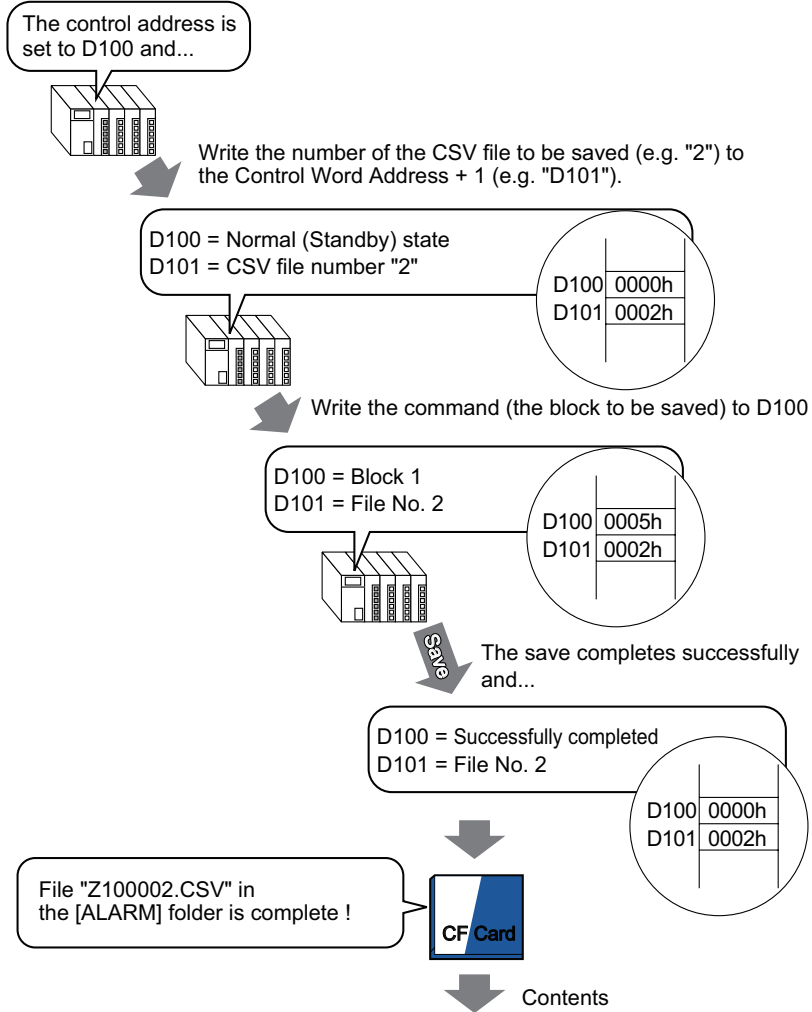 The control address is
set to D100 and...
Write the number of the CSV file to be saved (e.g. "2") to
the Control Word Address + 1 (e.g. "D101").
D100 = Normal (Standby) state
D101 = CSV file number "2"
D100 0000h
D101 0002h
Write the command (the block to be saved) to D100
D100 = Block 1
D101 = File No. 2
D100 0005h
D101 0002h
Save
The save completes successfully
and...
D100 = Successfully completed
D101 = File No. 2
D100 0000h
D101 0002h
File "Z100002.CSV" in
the [ALARM] folder is complete !
CF Card
Contents